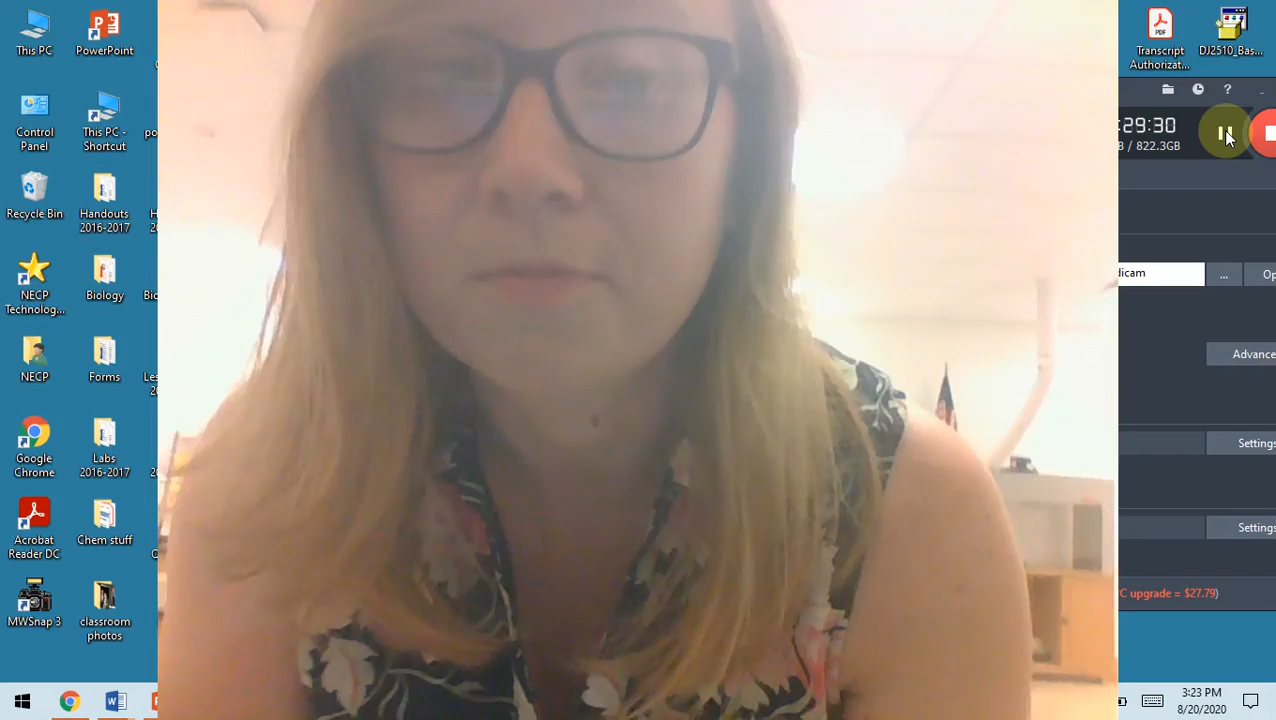 This PC
PowerPoint
Control
Panel
This PC -
Shortcut
Recycle Bin
Handouts
2016-2017
NECP
Technolog...
Biology
NECP
Forms
Google
Chrome
Labs
2016-2017
Acrobat
Reader DC
Chem stuff
MWSnap 3
classroom
photos
PDF
Transcript
Authorizat...
DJ2510_Bas...
?
:29:30
B / 822.3GB
dicam
...
Op
Advance
Settings
Settings
C upgrade = $27.79)
3:23 PM
8/20/2020